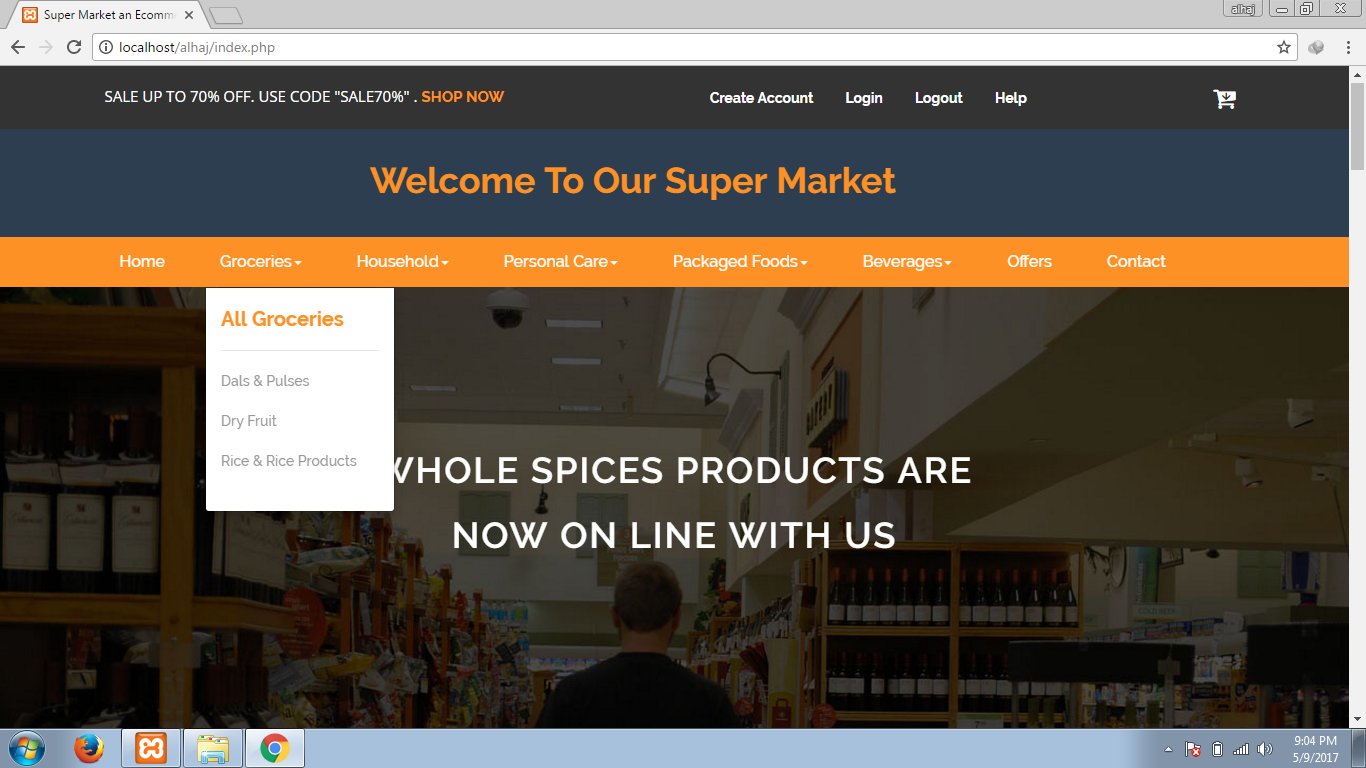 Super Market an Ecomm
alhaj
localhost/alhaj/index.php
SALE UP TO 70% OFF. USE CODE "SALE70%" . SHOP NOW
Create Account Login Logout Help
Welcome To Our Super Market
Home Groceries Household Personal Care Packaged Foods Beverages Offers Contact
All Groceries
Dals & Pulses
Dry Fruit
Rice & Rice Products
WHOLE SPICES PRODUCTS ARE
NOW ON LINE WITH US
9:04 PM
5/9/2017